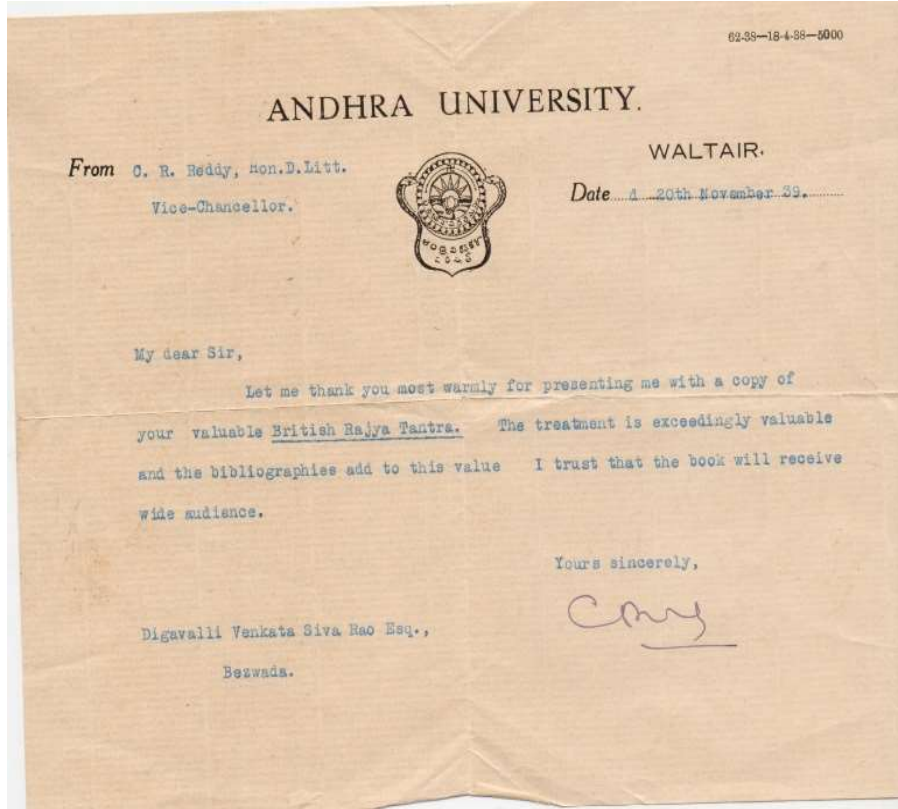 62-38—18-4-38—5000
ANDHRA UNIVERSITY.
From C. R. Reddy, Hon.D.Litt.
Vice-Chancellor.
WALTAIR.
Date d 20th November 39.
My dear Sir,
Let me thank you most warmly for presenting me with a copy of
your valuable British Rajya Tantra. The treatment is exceedingly valuable
and the bibliographies add to this value I trust that the book will receive
wide audience.
Yours sincerely,
Digavalli Venkata Siva Rao Esq.,
Bezwada.